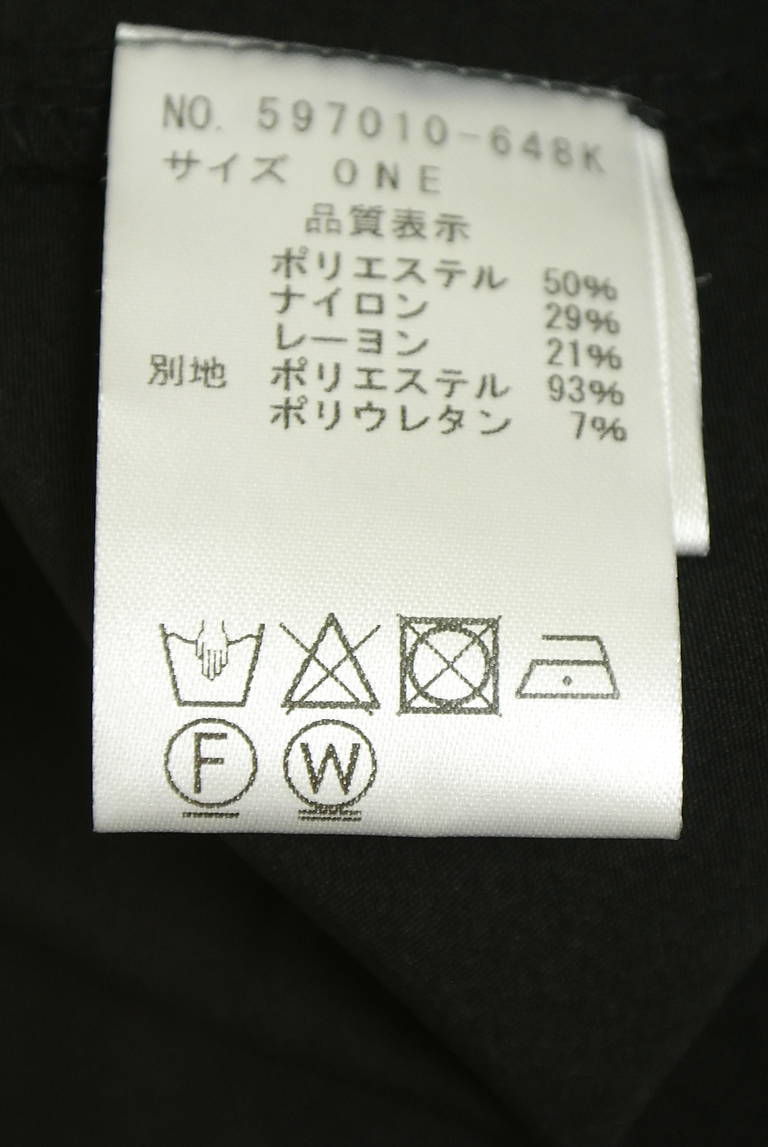 NO. 597010-648K
サイズ ONE
品質表示
ポリエステル 50%
ナイロン 29%
レーヨン 21%
別地 ポリエステル 93%
ポリウレタン 7%
F W